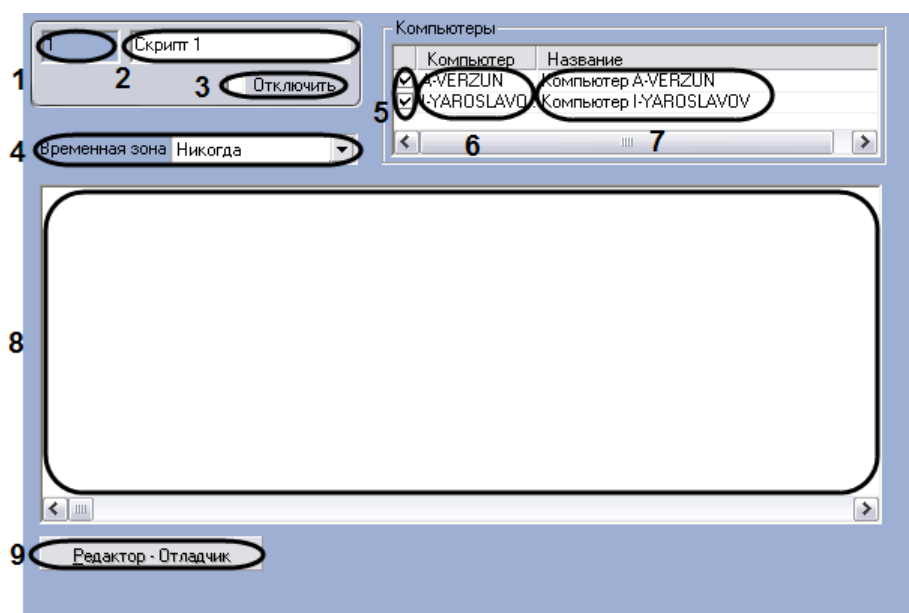 1 Скрипт 1
1 2 3 Отключить
4 Временная зона Никогда
Компьютеры
Компьютер Название
A-VERZUN Компьютер A-VERZUN
I-YAROSLAVO Компьютер I-YAROSLAVOV
5 6 7
8
9 Редактор - Отладчик